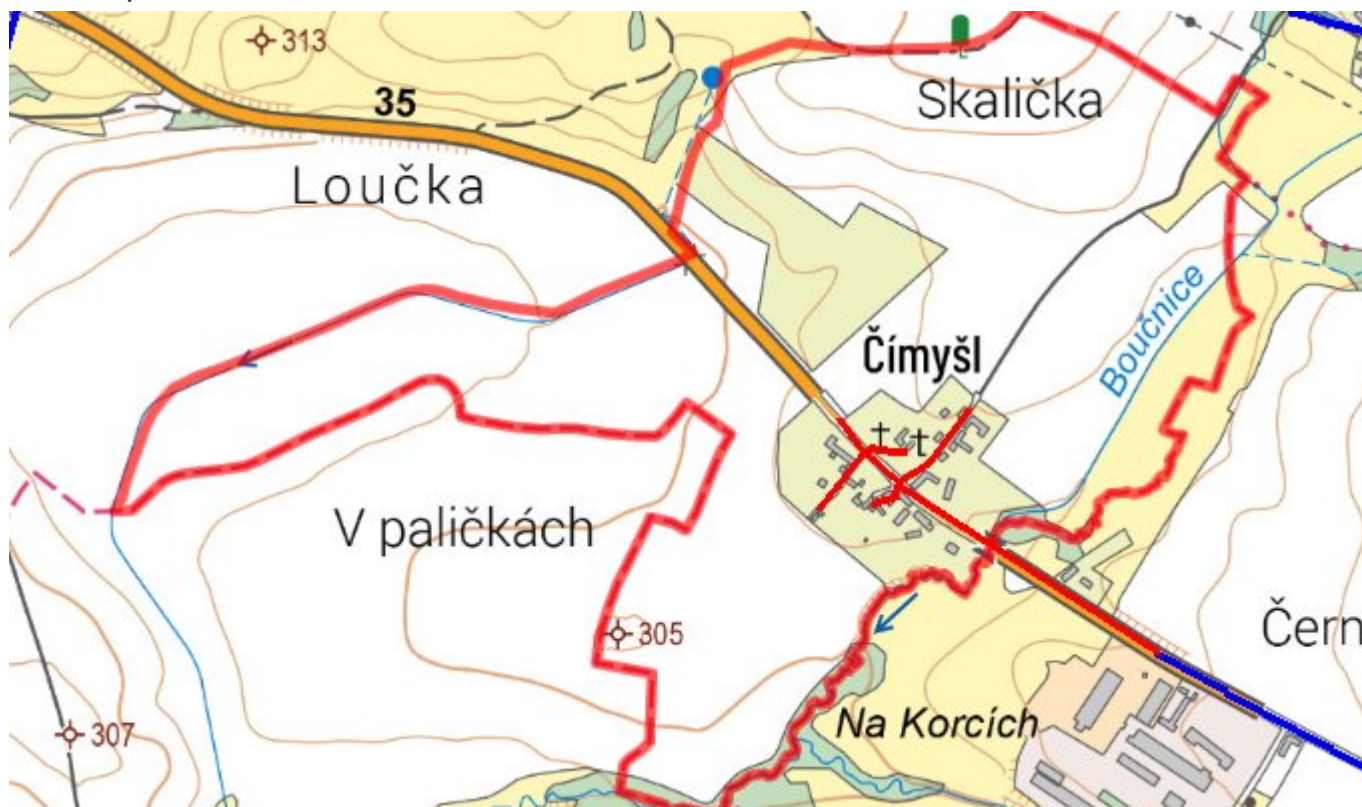 313
35
Skalička
Loučka
Čímyšl
Boučnice
V paličkách
305
Čern
Na Korcích
307